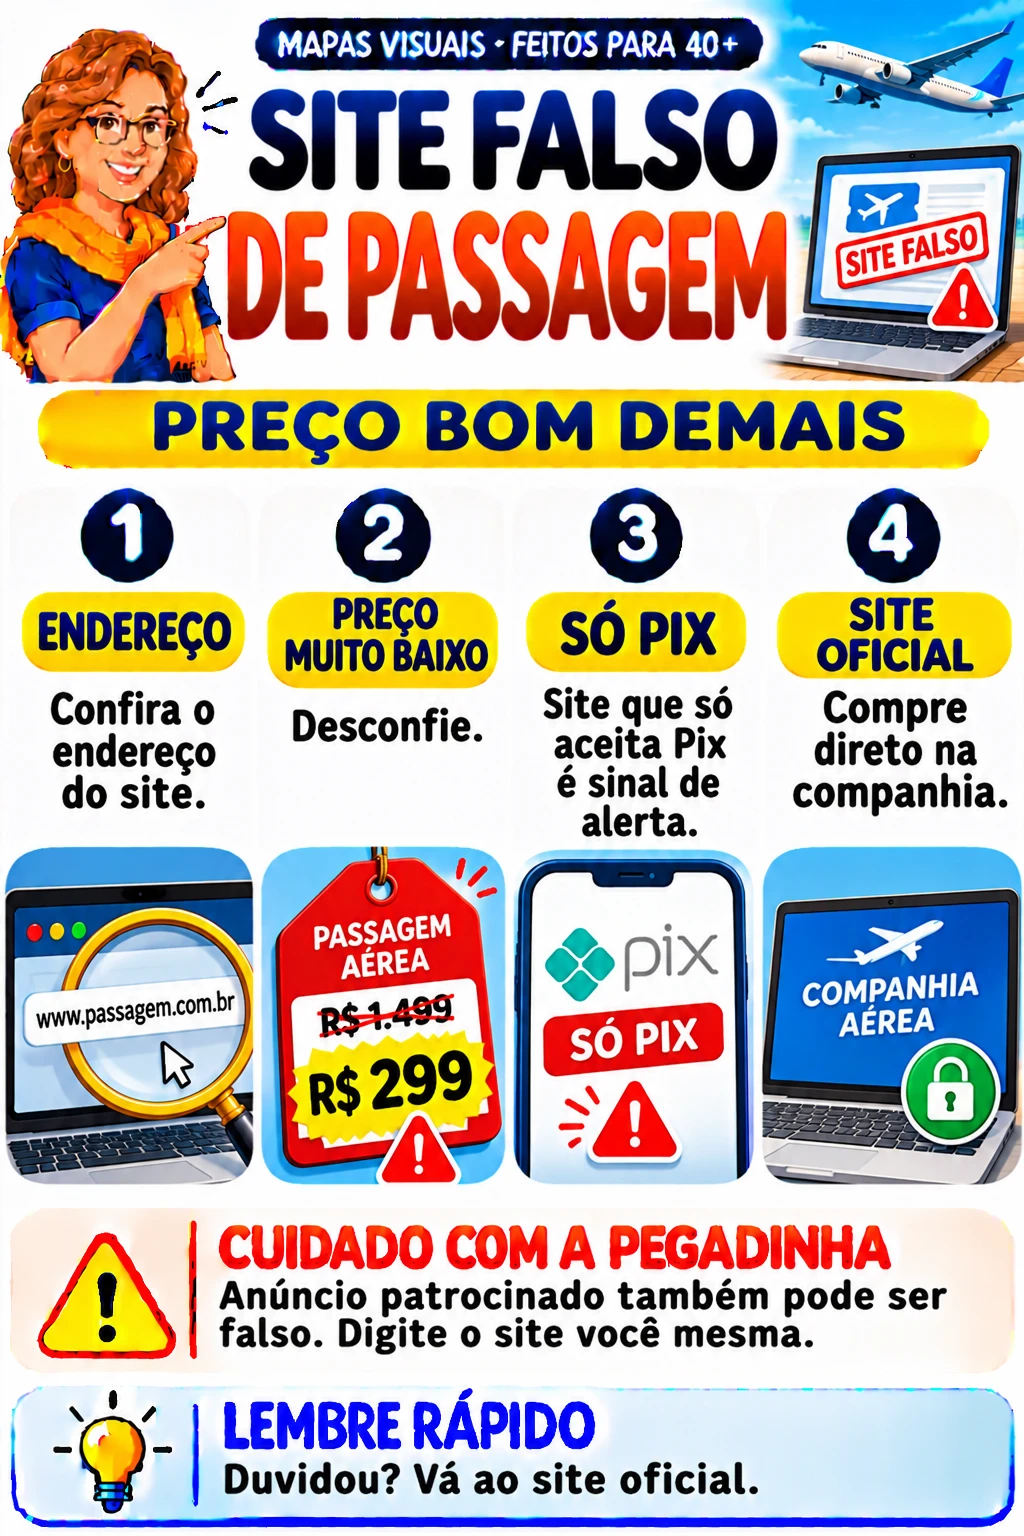 MAPAS VISUAIS · FEITOS PARA 40+
SITE FALSO
DE PASSAGEM
SITE FALSO
PREÇO BOM DEMAIS
1
ENDEREÇO
Confira o
endereço
do site.
2
PREÇO
MUITO BAIXO
Desconfie.
3
SÓ PIX
Site que só
aceita Pix
é sinal de
alerta.
4
SITE
OFICIAL
Compre
direto na
companhia.
www.passagem.com.br
PASSAGEM
AÉREA
R$ 1.499
R$ 299
pix
SÓ PIX
COMPANHIA
AÉREA
CUIDADO COM A PEGADINHA
Anúncio patrocinado também pode ser
falso. Digite o site você mesma.
LEMBRE RÁPIDO
Duvidou? Vá ao site oficial.